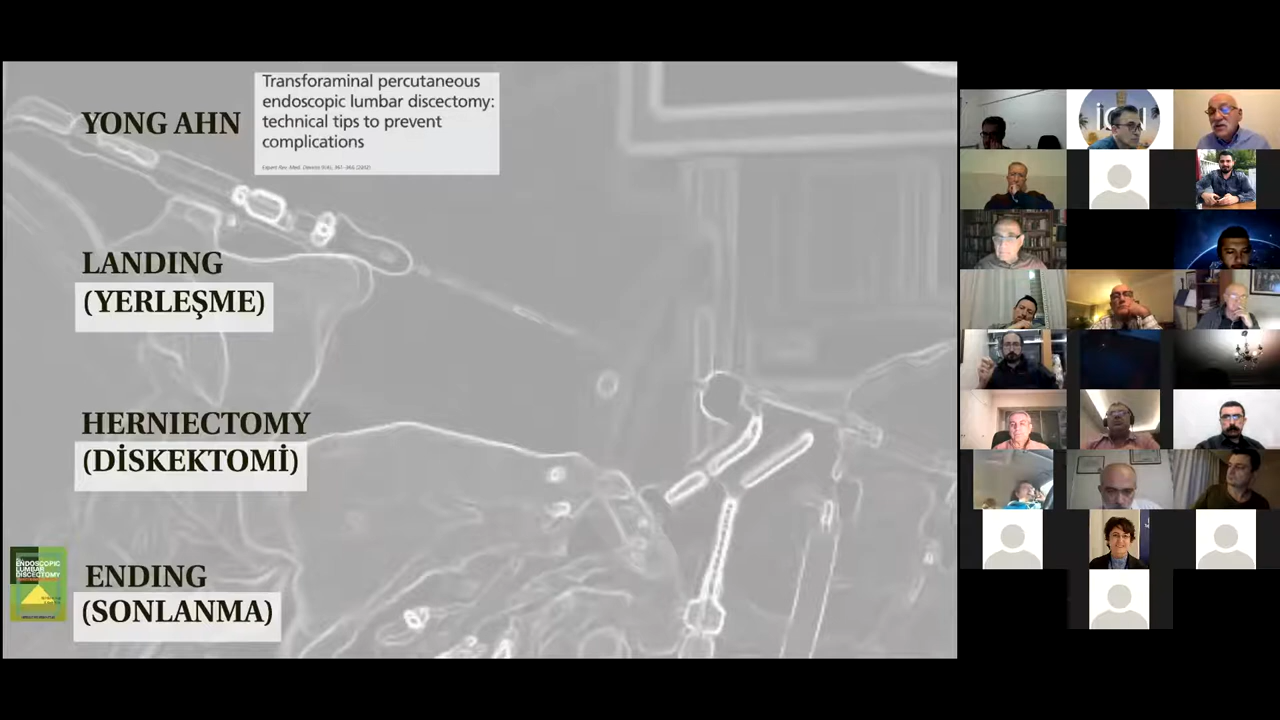 YONG AHN
Transforaminal percutaneous
endoscopic lumbar discectomy:
technical tips to prevent
complications
LANDING
(YERLEŞME)
HERNIECTOMY
(DİSKEKTOMİ)
ENDOSCOPIC
LUMBAR
DISCECTOMY
ENDING
(SONLANMA)